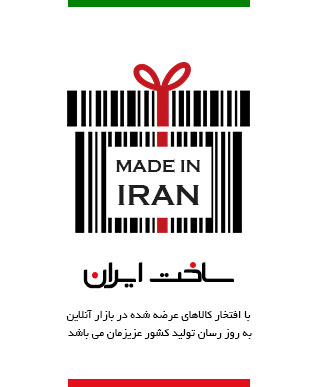 MADE IN
IRAN
ساخت ایران
با افتخار کالاهای عرضه شده در بازار آنلاین
به روز رسان تولید کشور عزیزمان می باشد